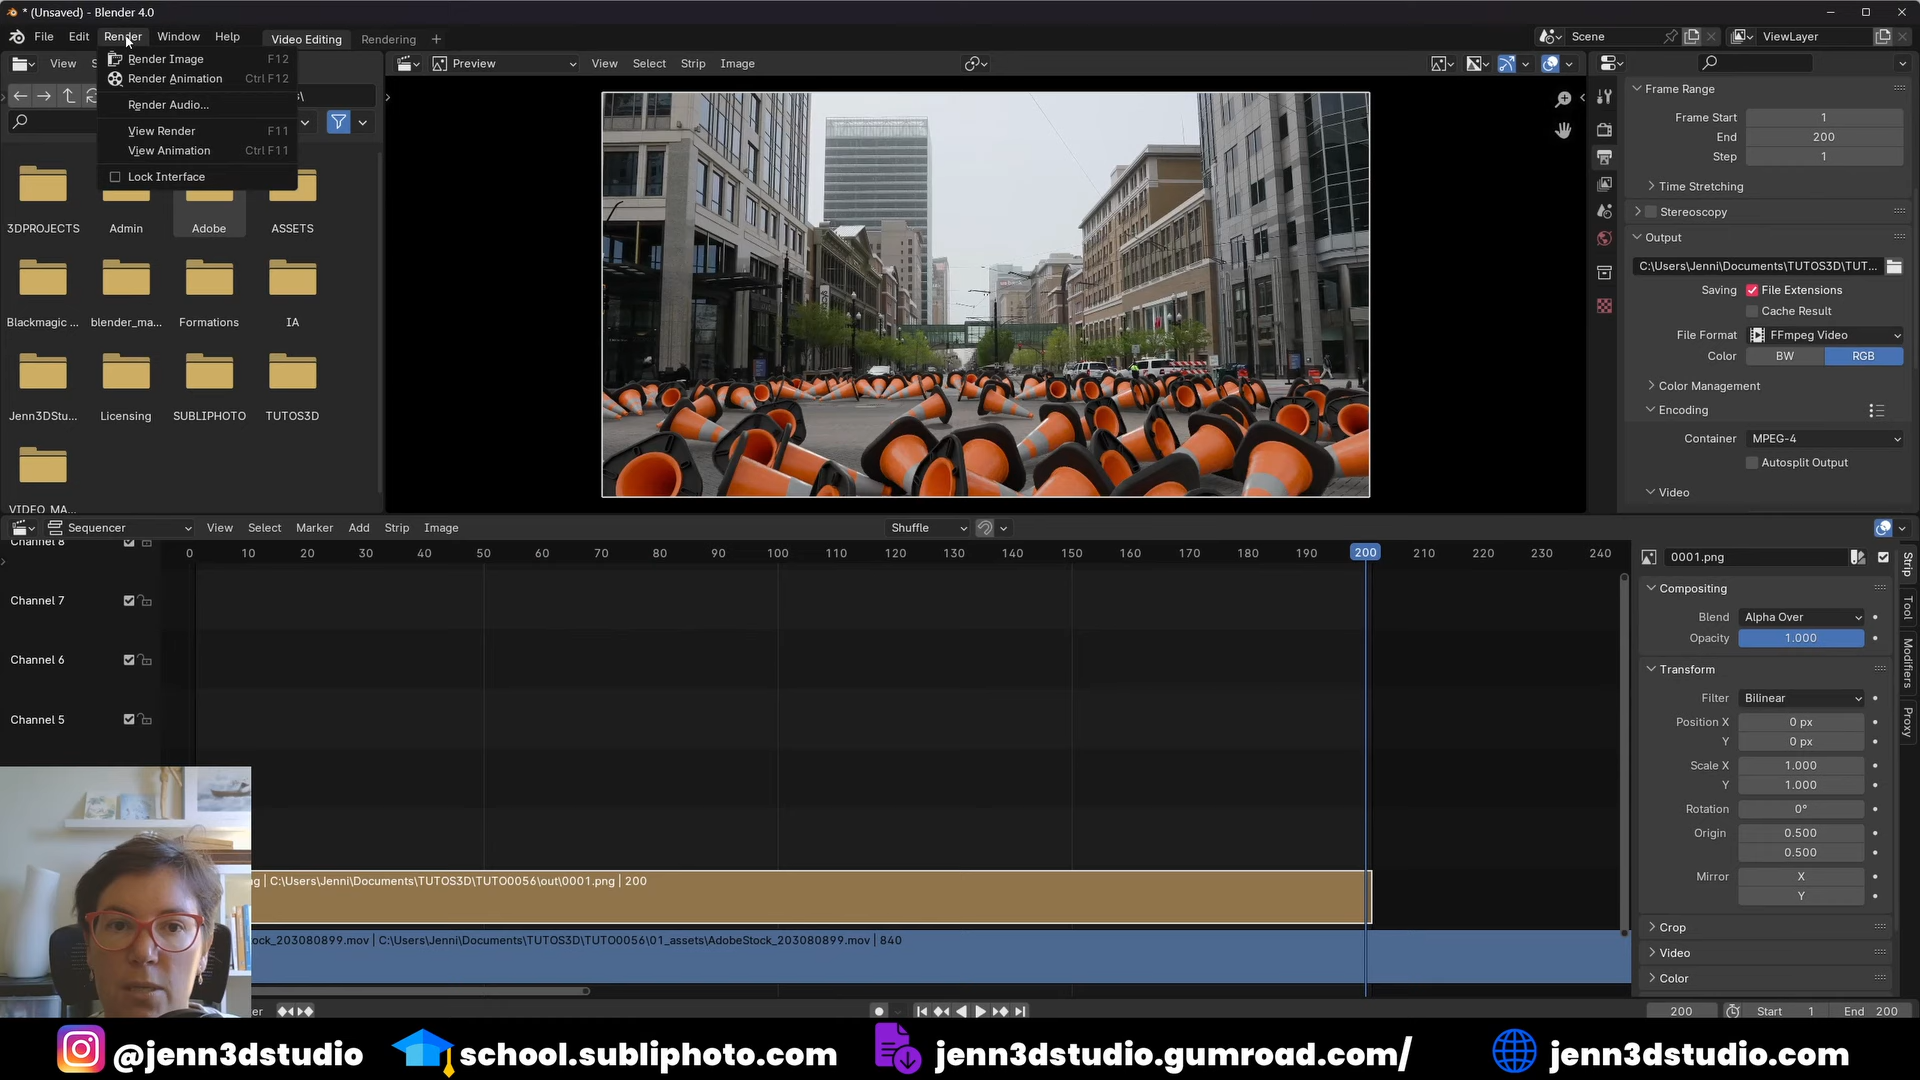 * (Unsaved) - Blender 4.0
File Edit Render Window Help Video Editing Rendering + Scene ViewLayer
Render Image F12
Render Animation Ctrl F12
Render Audio...
View Render F11
View Animation Ctrl F11
Lock Interface
View
Preview View Select Strip Image
3DPROJECTS Admin Adobe ASSETS
Blackmagic ... blender_ma... Formations IA
Jenn3DStu... Licensing SUBLIPHOTO TUTOS3D
VIDEO_MA...
Frame Range
Frame Start 1
End 200
Step 1
Time Stretching
Stereoscopy
Output
C:\Users\Jenni\Documents\TUTOS3D\TUT...
Saving File Extensions
Cache Result
File Format FFmpeg Video
Color BW RGB
Color Management
Encoding
Container MPEG-4
Autosplit Output
Video
Sequencer View Select Marker Add Strip Image Shuffle
0 10 20 30 40 50 60 70 80 90 100 110 120 130 140 150 160 170 180 190 200 210 220 230 240
Channel 8
Channel 7
Channel 6
Channel 5
ng | C:\Users\Jenni\Documents\TUTOS3D\TUTO0056\out\0001.png | 200
ock_203080899.mov | C:\Users\Jenni\Documents\TUTOS3D\TUTO0056\01_assets\AdobeStock_203080899.mov | 840
0001.png
Compositing
Blend Alpha Over
Opacity 1.000
Transform
Filter Bilinear
Position X 0 px
Y 0 px
Scale X 1.000
Y 1.000
Rotation 0°
Origin 0.500
0.500
Mirror X
Y
Crop
Video
Color
Strip
Tool
Modifiers
Proxy
200 Start 1 End 200
@jenn3dstudio school.subliphoto.com jenn3dstudio.gumroad.com/ jenn3dstudio.com